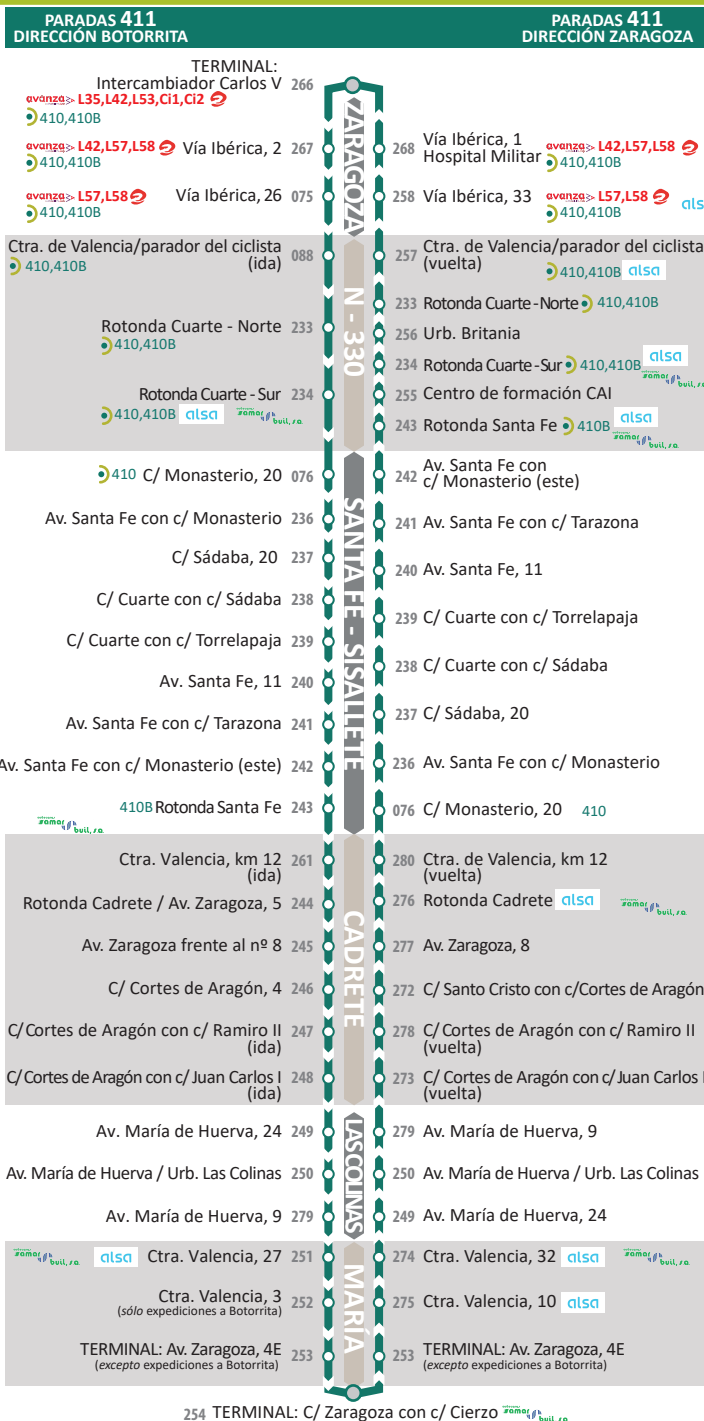 PARADAS 411
DIRECCIÓN BOTORRITA
PARADAS 411
DIRECCIÓN ZARAGOZA
TERMINAL:
Intercambiador Carlos V 266
avanza L35,L42,L53,Ci1,Ci2
410,410B
avanza L42,L57,L58 Vía Ibérica, 2 267
410,410B
avanza L57,L58 Vía Ibérica, 26 075
410,410B
ZARAGOZA
268 Vía Ibérica, 1
Hospital Militar avanza L42,L57,L58
410,410B
258 Vía Ibérica, 33 avanza L57,L58 als
410,410B
Ctra. de Valencia/parador del ciclista 088
(ida)
410,410B
Rotonda Cuarte - Norte 233
410,410B
Rotonda Cuarte - Sur 234
410,410B alsa samar buil, s.a.
N - 330
257 Ctra. de Valencia/parador del ciclista
(vuelta)
410,410B alsa
233 Rotonda Cuarte - Norte 410,410B
256 Urb. Britania
234 Rotonda Cuarte - Sur 410,410B alsa
samar buil, s.a.
255 Centro de formación CAI
243 Rotonda Santa Fe 410B alsa
samar buil, s.a.
410 C/ Monasterio, 20 076
Av. Santa Fe con c/ Monasterio 236
C/ Sádaba, 20 237
C/ Cuarte con c/ Sádaba 238
C/ Cuarte con c/ Torrelapaja 239
Av. Santa Fe, 11 240
Av. Santa Fe con c/ Tarazona 241
Av. Santa Fe con c/ Monasterio (este) 242
410B Rotonda Santa Fe 243
samar buil, s.a.
SANTA FE - SISALLETE
242 Av. Santa Fe con
c/ Monasterio (este)
241 Av. Santa Fe con c/ Tarazona
240 Av. Santa Fe, 11
239 C/ Cuarte con c/ Torrelapaja
238 C/ Cuarte con c/ Sádaba
237 C/ Sádaba, 20
236 Av. Santa Fe con c/ Monasterio
076 C/ Monasterio, 20 410
Ctra. Valencia, km 12 261
(ida)
Rotonda Cadrete / Av. Zaragoza, 5 244
Av. Zaragoza frente al nº 8 245
C/ Cortes de Aragón, 4 246
C/ Cortes de Aragón con c/ Ramiro II 247
(ida)
C/ Cortes de Aragón con c/ Juan Carlos I 248
(ida)
CADRETE
280 Ctra. de Valencia, km 12
(vuelta)
276 Rotonda Cadrete alsa samar buil, s.a.
277 Av. Zaragoza, 8
272 C/ Santo Cristo con c/Cortes de Aragón
278 C/ Cortes de Aragón con c/ Ramiro II
(vuelta)
273 C/ Cortes de Aragón con c/ Juan Carlos I
(vuelta)
Av. María de Huerva, 24 249
Av. María de Huerva / Urb. Las Colinas 250
Av. María de Huerva, 9 279
LAS COLINAS
279 Av. María de Huerva, 9
250 Av. María de Huerva / Urb. Las Colinas
249 Av. María de Huerva, 24
samar buil, s.a. alsa Ctra. Valencia, 27 251
Ctra. Valencia, 3 252
(sólo expediciones a Botorrita)
TERMINAL: Av. Zaragoza, 4E 253
(excepto expediciones a Botorrita)
MARÍA
274 Ctra. Valencia, 32 alsa samar buil, s.a.
275 Ctra. Valencia, 10 alsa
253 TERMINAL: Av. Zaragoza, 4E
(excepto expediciones a Botorrita)
254 TERMINAL: C/ Zaragoza con c/ Cierzo samar buil, s.a.